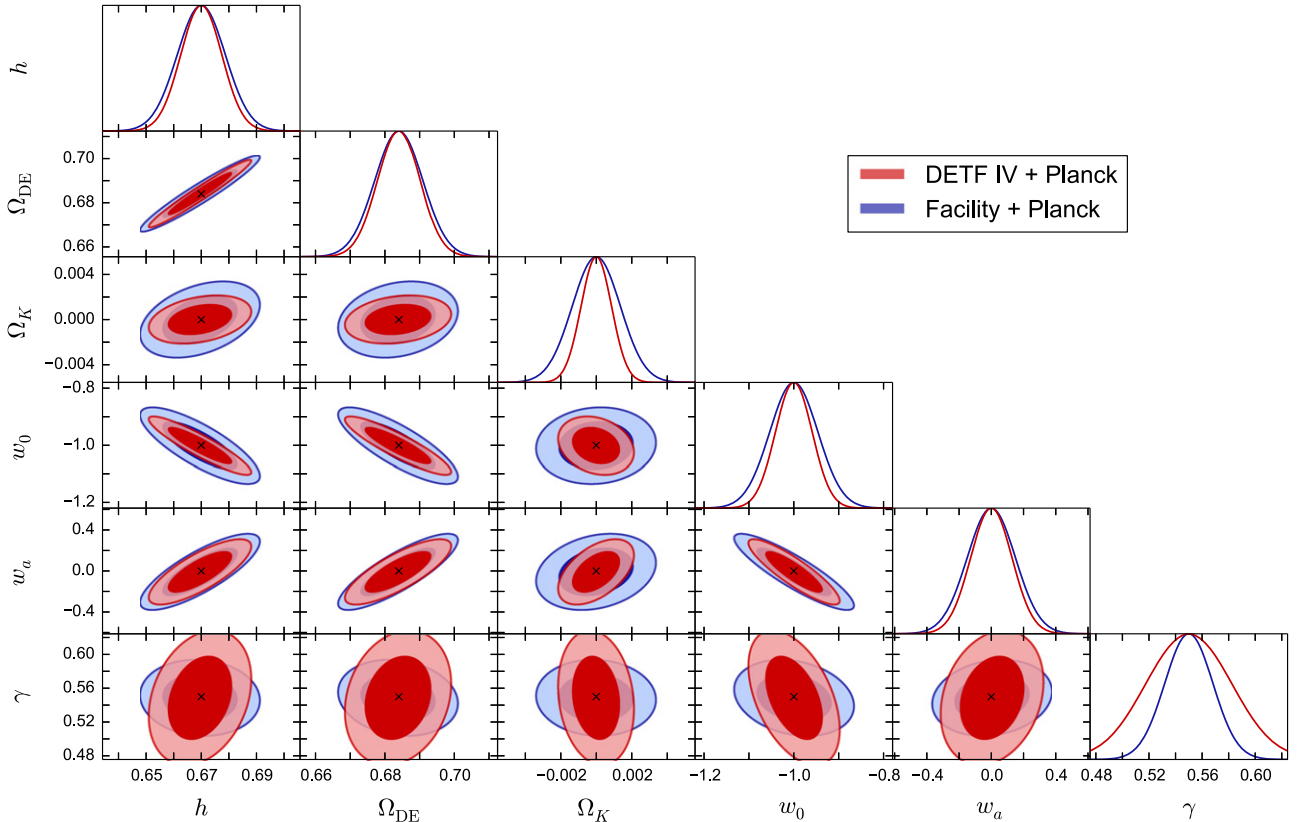 h
0.70
0.68
0.66
Ω_DE
DETF IV + Planck
Facility + Planck
0.004
0.000
−0.004
Ω_K
−0.8
−1.0
−1.2
w_0
0.4
0.0
−0.4
w_a
0.60
0.56
0.52
0.48
γ
0.65 0.67 0.69 0.66 0.68 0.70 −0.002 0.002 −1.2 −1.0 −0.8 −0.4 0.0 0.4 0.48 0.52 0.56 0.60
h Ω_DE Ω_K w_0 w_a γ